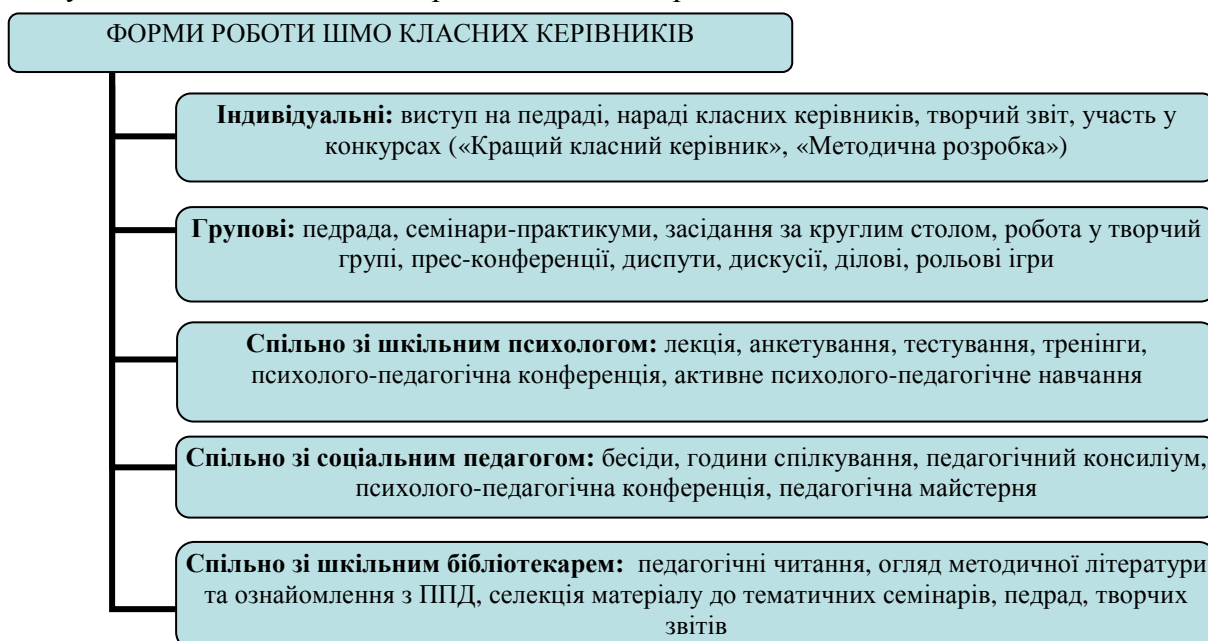 ФОРМИ РОБОТИ ШМО КЛАСНИХ КЕРІВНИКІВ
Індивідуальні: виступ на педраді, нараді класних керівників, творчий звіт, участь у
конкурсах («Кращий класний керівник», «Методична розробка»)
Групові: педрада, семінари-практикуми, засідання за круглим столом, робота у творчий
групі, прес-конференції, диспути, дискусії, ділові, рольові ігри
Спільно зі шкільним психологом: лекція, анкетування, тестування, тренінги,
психолого-педагогічна конференція, активне психолого-педагогічне навчання
Спільно зі соціальним педагогом: бесіди, години спілкування, педагогічний консиліум,
психолого-педагогічна конференція, педагогічна майстерня
Спільно зі шкільним бібліотекарем: педагогічні читання, огляд методичної літератури
та ознайомлення з ППД, селекція матеріалу до тематичних семінарів, педрад, творчих
звітів